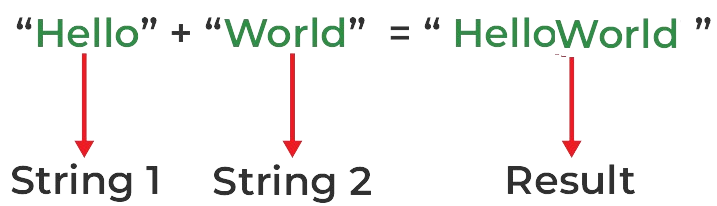 “Hello” + “World” = “ HelloWorld ”
String 1 String 2 Result